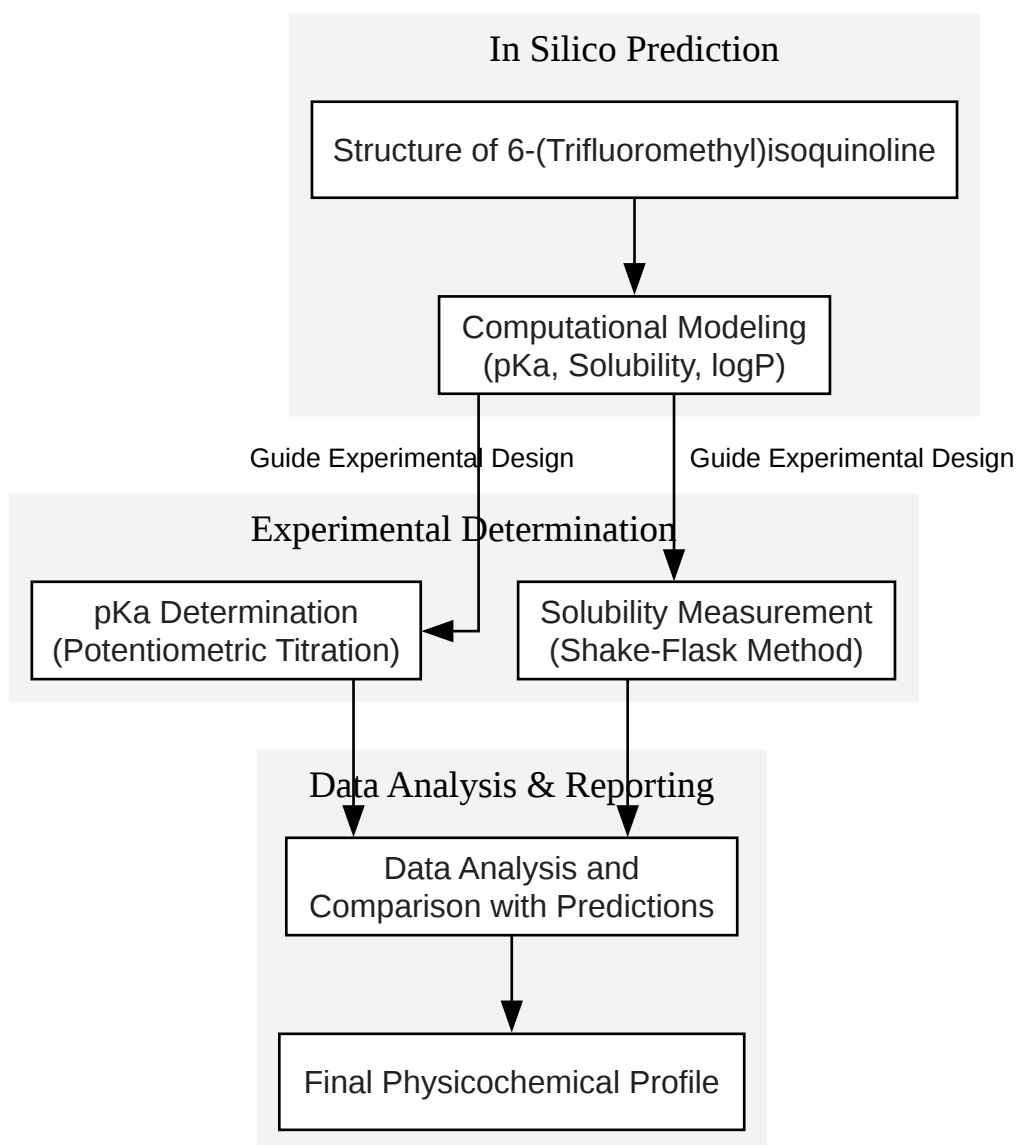 In Silico Prediction
Structure of 6-(Trifluoromethyl)isoquinoline
Computational Modeling
(pKa, Solubility, logP)
Guide Experimental Design
Guide Experimental Design
Experimental Determination
pKa Determination
(Potentiometric Titration)
Solubility Measurement
(Shake-Flask Method)
Data Analysis & Reporting
Data Analysis and
Comparison with Predictions
Final Physicochemical Profile